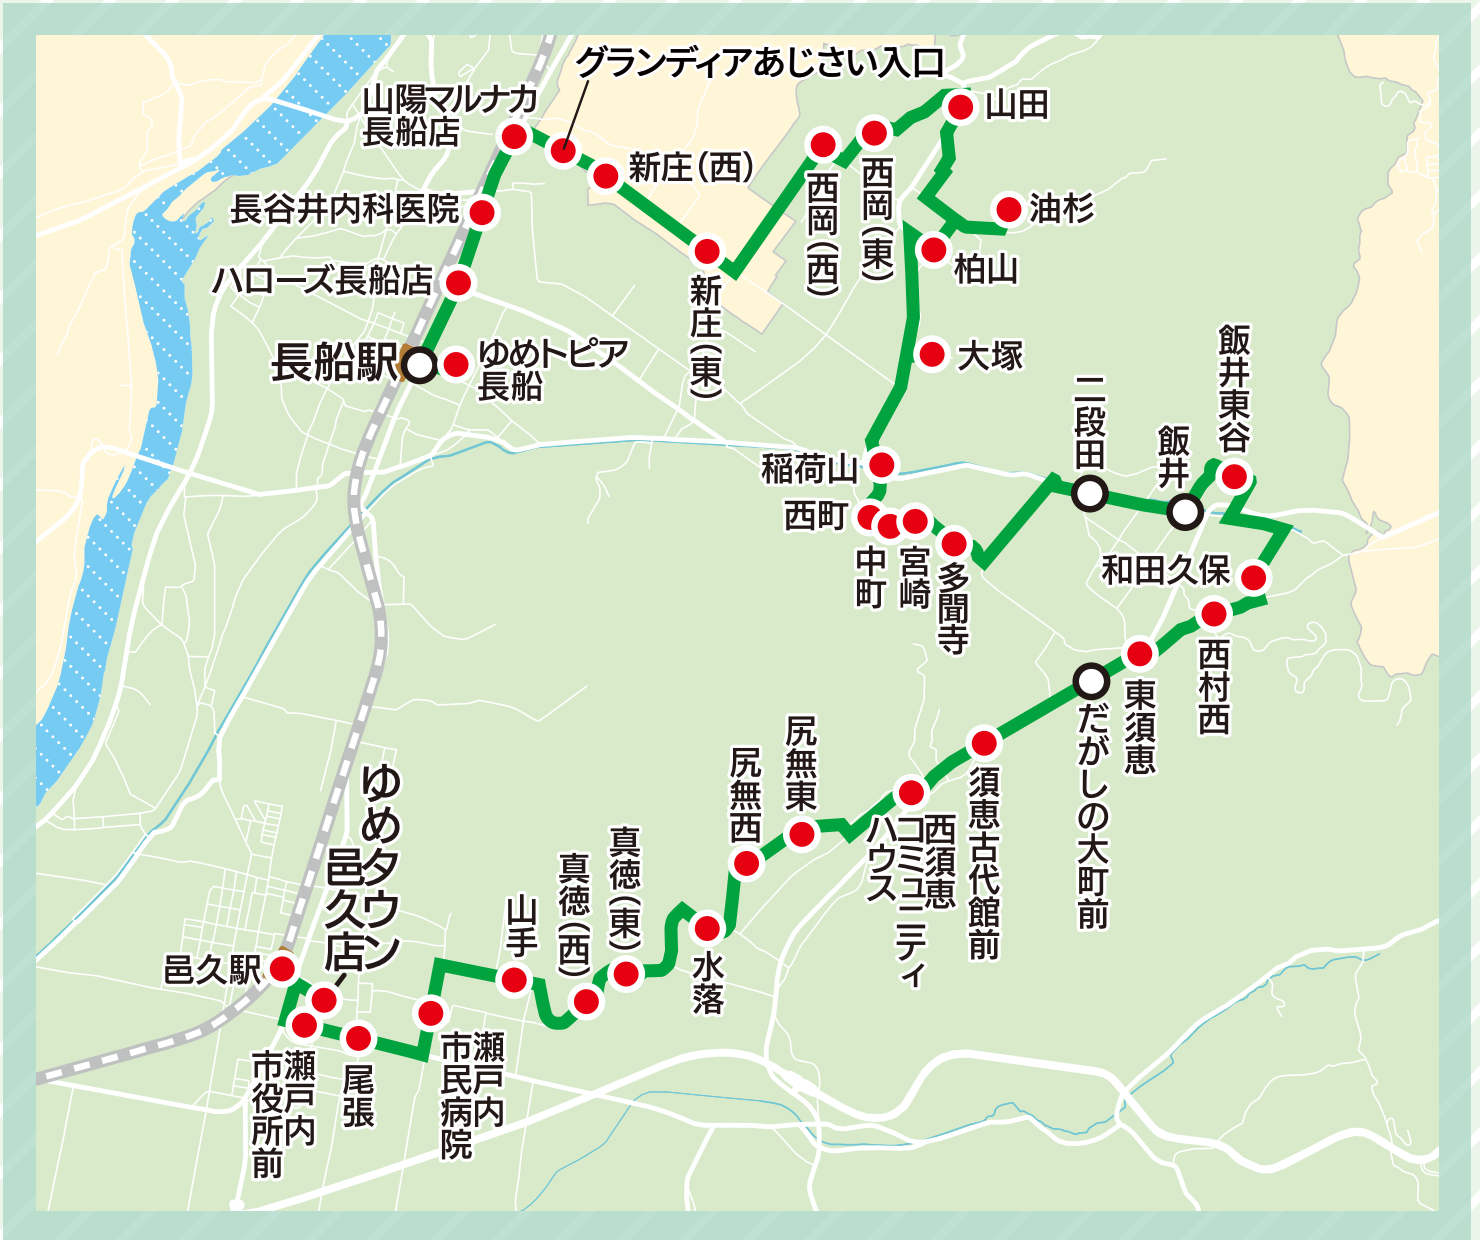 グランディアあじさい入口
山陽マルナカ
長船店
新庄（西）
長谷井内科医院
ハローズ長船店
長船駅
ゆめトピア
長船
新庄（東）
西岡（西）
西岡（東）
山田
油杉
柏山
大塚
稲荷山
西町
中町
宮崎
多聞寺
二段田
飯井
飯井東谷
和田久保
西村西
東須恵
だがしの大町前
須恵古代館前
西須恵
コミュニティ
ハウス
尻無東
尻無西
水落
真徳（東）
真徳（西）
山手
瀬戸内
市民病院
尾張
瀬戸内
市役所前
ゆめタウン
邑久店
邑久駅